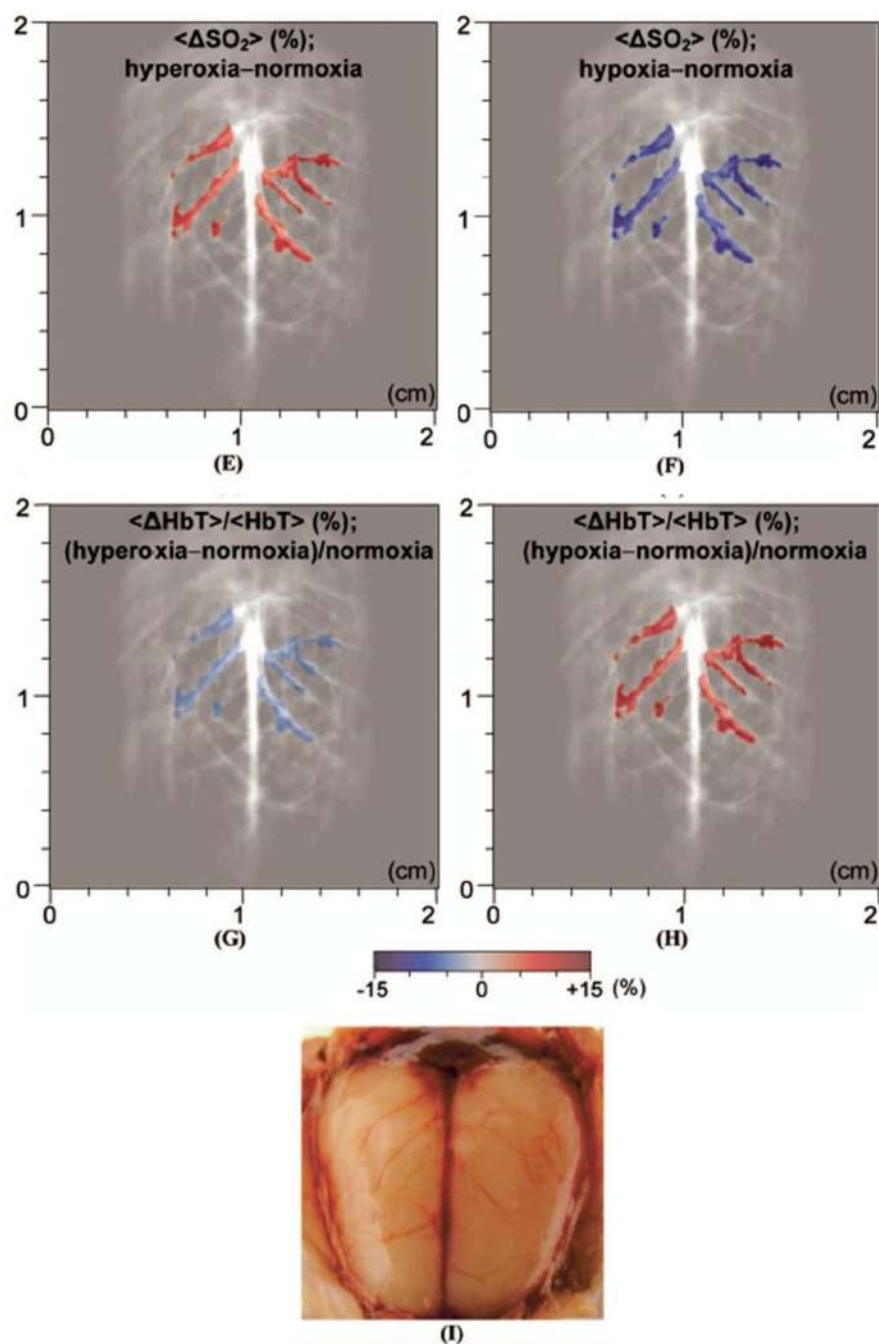 2
<ΔSO₂> (%);
hyperoxia–normoxia
1
0
(cm)
0
1
2
(E)
2
<ΔSO₂> (%);
hypoxia–normoxia
1
0
(cm)
0
1
2
(F)
2
<ΔHbT>/<HbT> (%);
(hyperoxia–normoxia)/normoxia
1
0
(cm)
0
1
2
(G)
2
<ΔHbT>/<HbT> (%);
(hypoxia–normoxia)/normoxia
1
0
(cm)
0
1
2
(H)
-15
0
+15 (%)
(I)